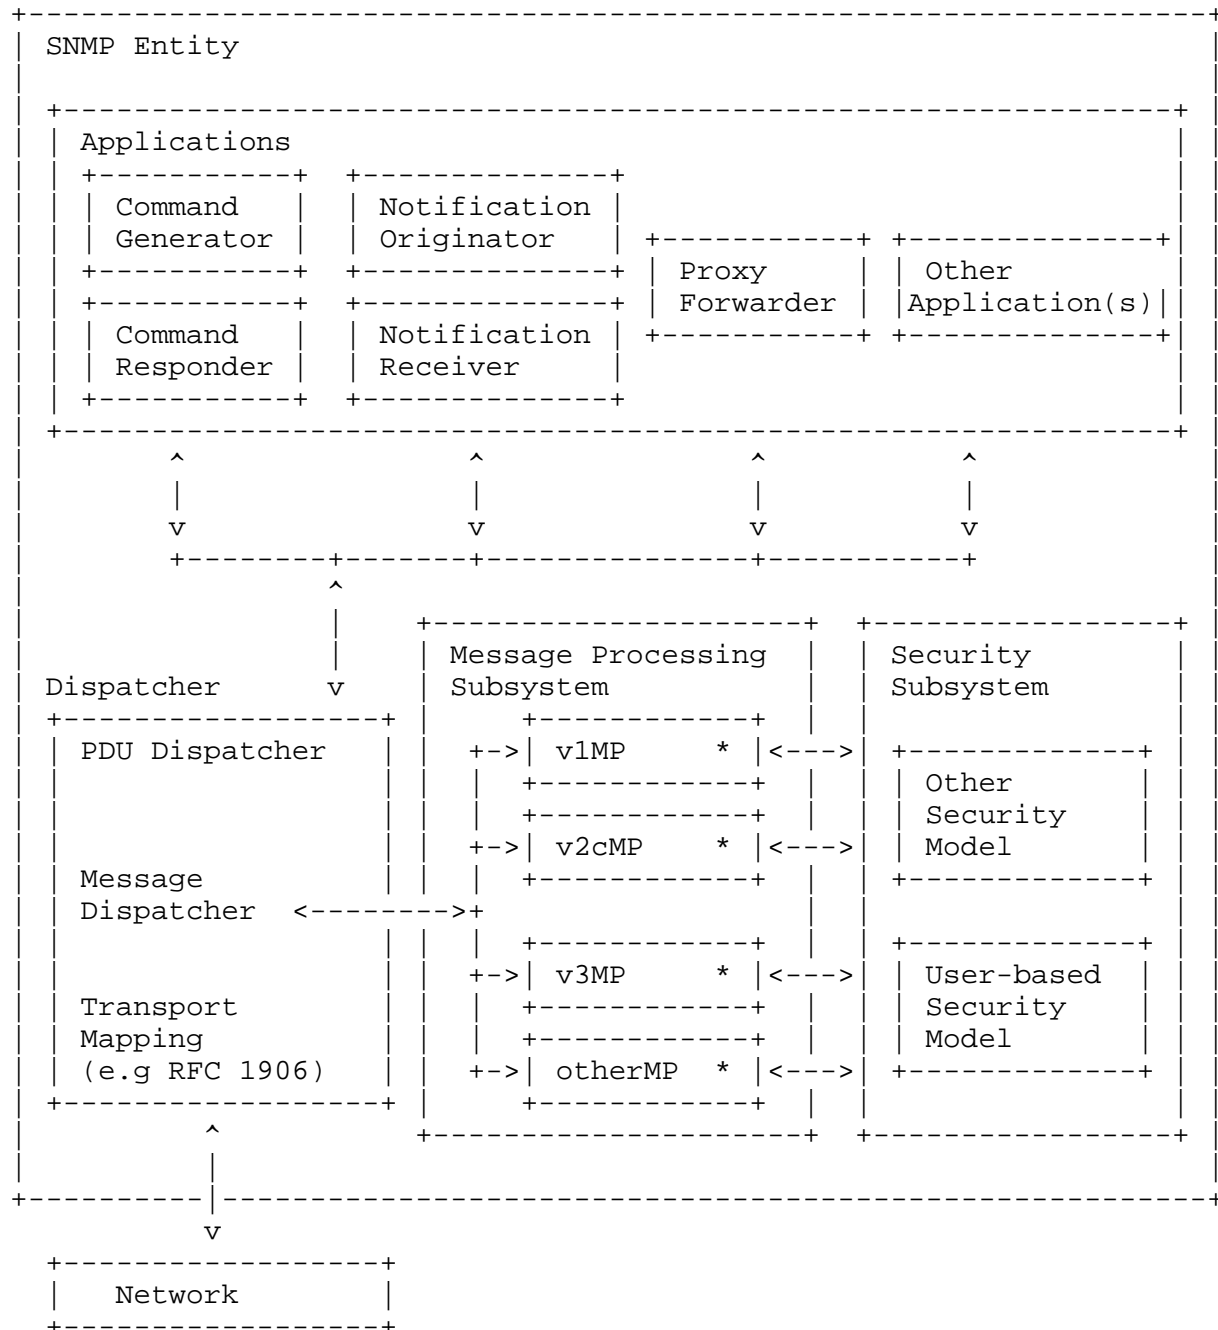 SNMP Entity
Applications
Command Generator
Notification Originator
Proxy Forwarder
Other Application(s)
Command Responder
Notification Receiver
Dispatcher
PDU Dispatcher
Message Dispatcher
Transport Mapping (e.g RFC 1906)
Message Processing Subsystem
v1MP *
v2cMP *
v3MP *
otherMP *
Security Subsystem
Other Security Model
User-based Security Model
Network